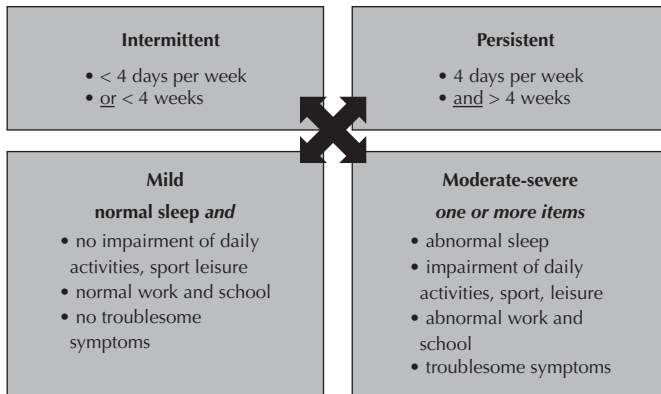 Intermittent
• < 4 days per week
• or < 4 weeks
Persistent
• 4 days per week
• and > 4 weeks
Mild
normal sleep and
• no impairment of daily
activities, sport leisure
• normal work and school
• no troublesome
symptoms
Moderate-severe
one or more items
• abnormal sleep
• impairment of daily
activities, sport, leisure
• abnormal work and
school
• troublesome symptoms